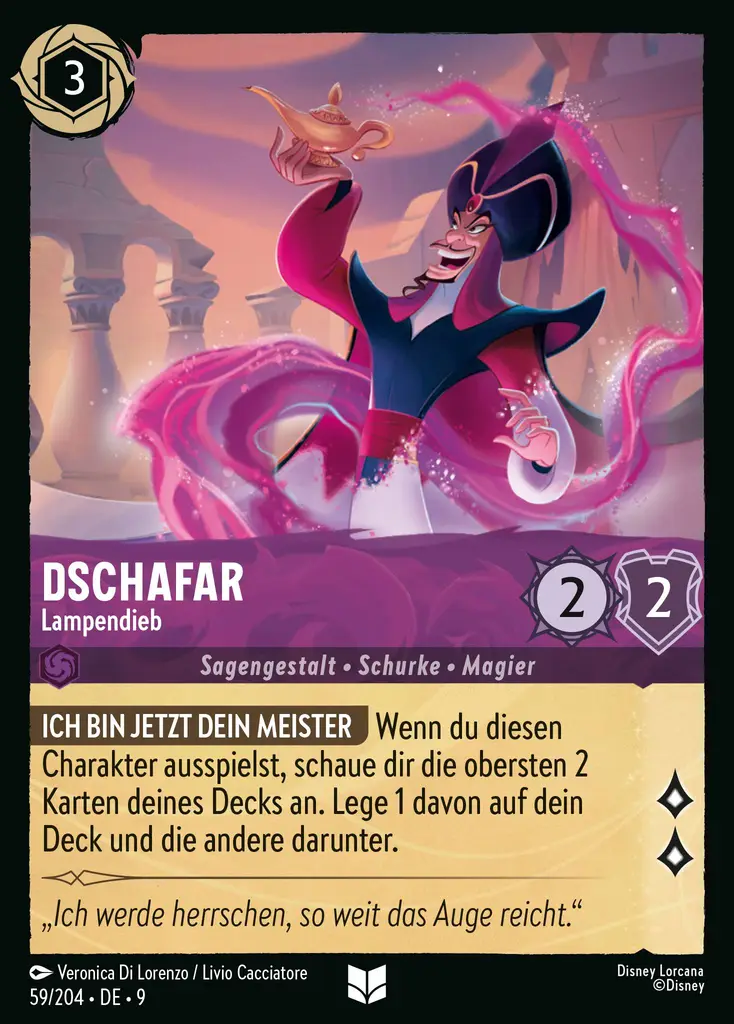 3
DSCHAFAR
Lampendieb
2
2
Sagengestalt • Schurke • Magier
ICH BIN JETZT DEIN MEISTER Wenn du diesen
Charakter ausspielst, schaue dir die obersten 2
Karten deines Decks an. Lege 1 davon auf dein
Deck und die andere darunter.
„Ich werde herrschen, so weit das Auge reicht.“
Veronica Di Lorenzo / Livio Cacciatore
59/204 • DE • 9
Disney Lorcana
©Disney